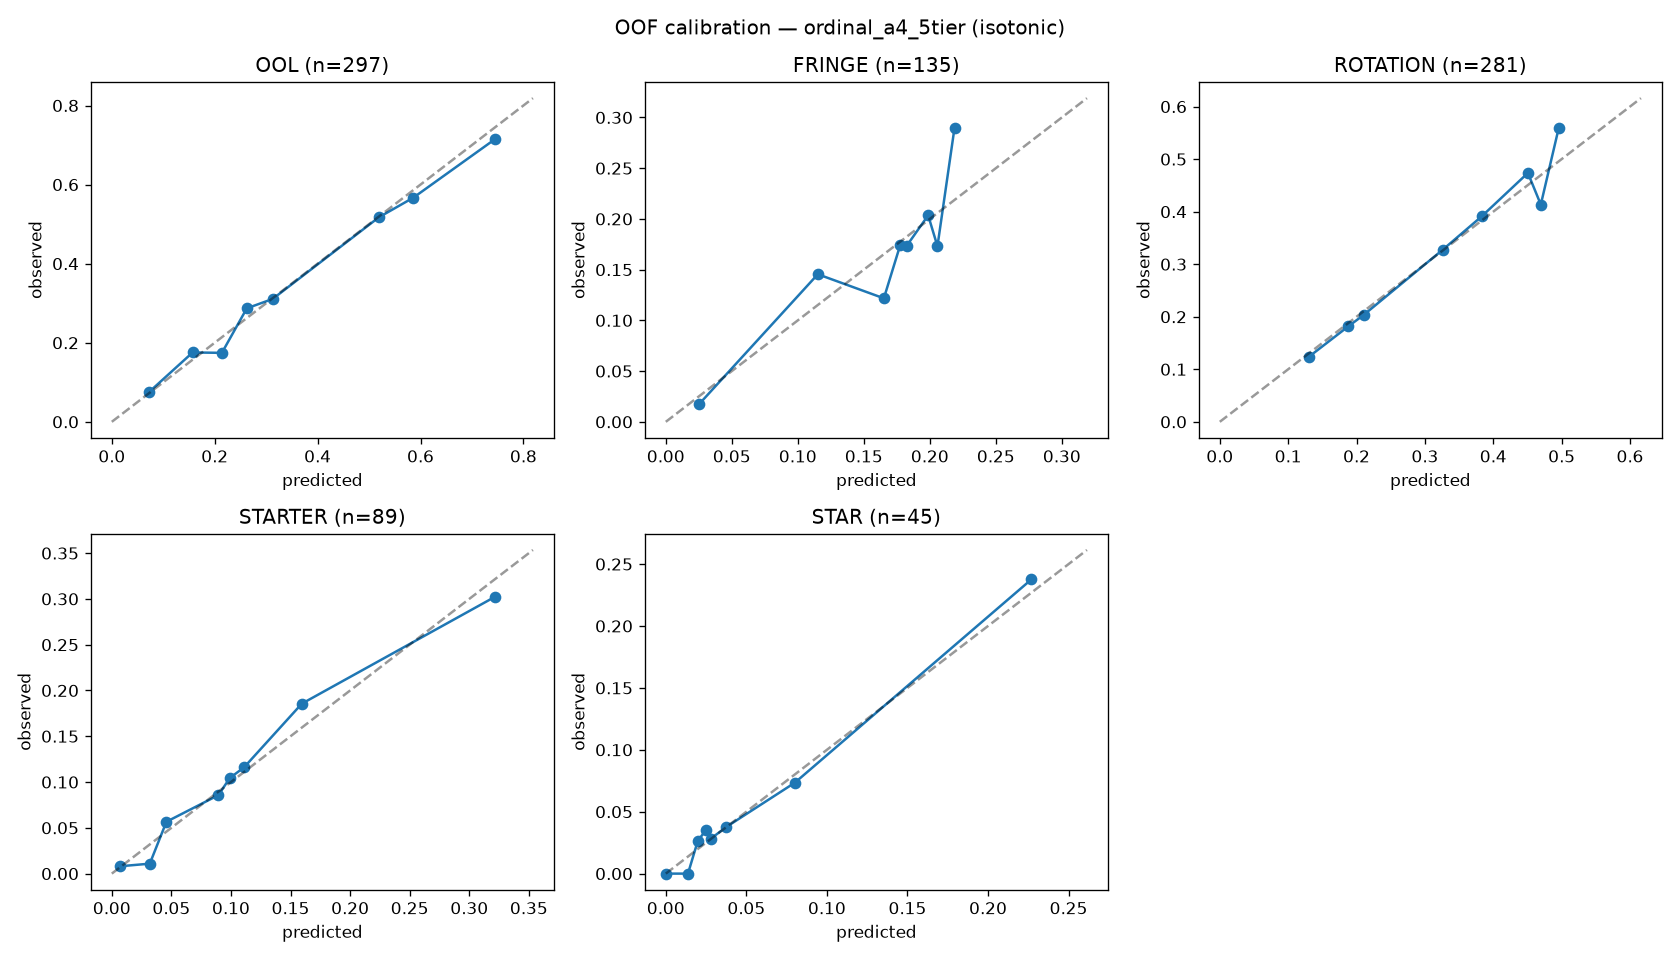 OOF calibration — ordinal_a4_5tier (isotonic)
OOL (n=297)
observed
0.8
0.6
0.4
0.2
0.0
0.0 0.2 0.4 0.6 0.8
predicted
FRINGE (n=135)
observed
0.30
0.25
0.20
0.15
0.10
0.05
0.00
0.00 0.05 0.10 0.15 0.20 0.25 0.30
predicted
ROTATION (n=281)
observed
0.6
0.5
0.4
0.3
0.2
0.1
0.0
0.0 0.1 0.2 0.3 0.4 0.5 0.6
predicted
STARTER (n=89)
observed
0.35
0.30
0.25
0.20
0.15
0.10
0.05
0.00
0.00 0.05 0.10 0.15 0.20 0.25 0.30 0.35
predicted
STAR (n=45)
observed
0.25
0.20
0.15
0.10
0.05
0.00
0.00 0.05 0.10 0.15 0.20 0.25
predicted